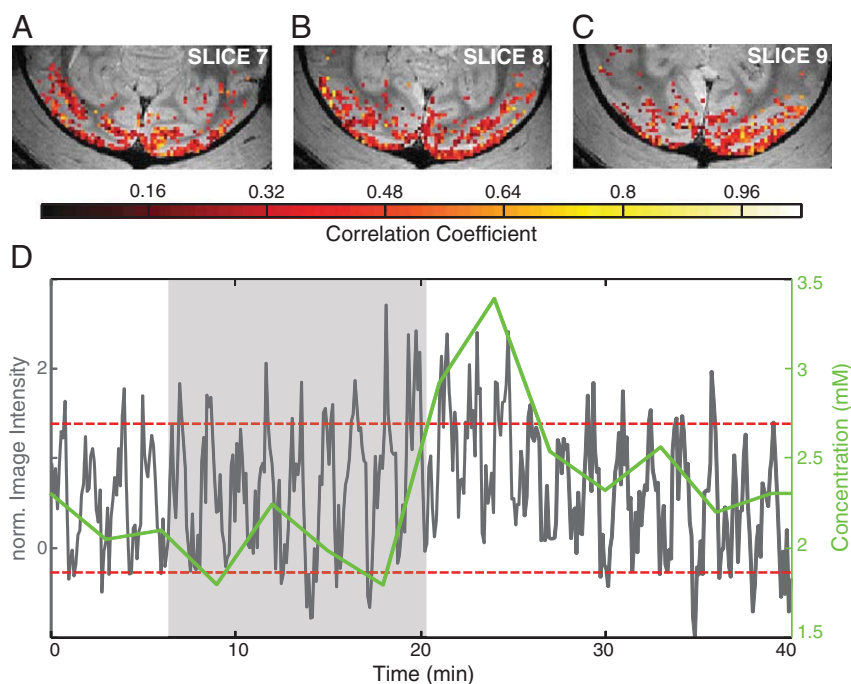 A
B
C
SLICE 7
SLICE 8
SLICE 9
0.16 0.32 0.48 0.64 0.8 0.96
Correlation Coefficient
D
norm. Image Intensity
2
0
3.5
3
2.5
2
1.5
Concentration (mM)
0 10 20 30 40
Time (min)